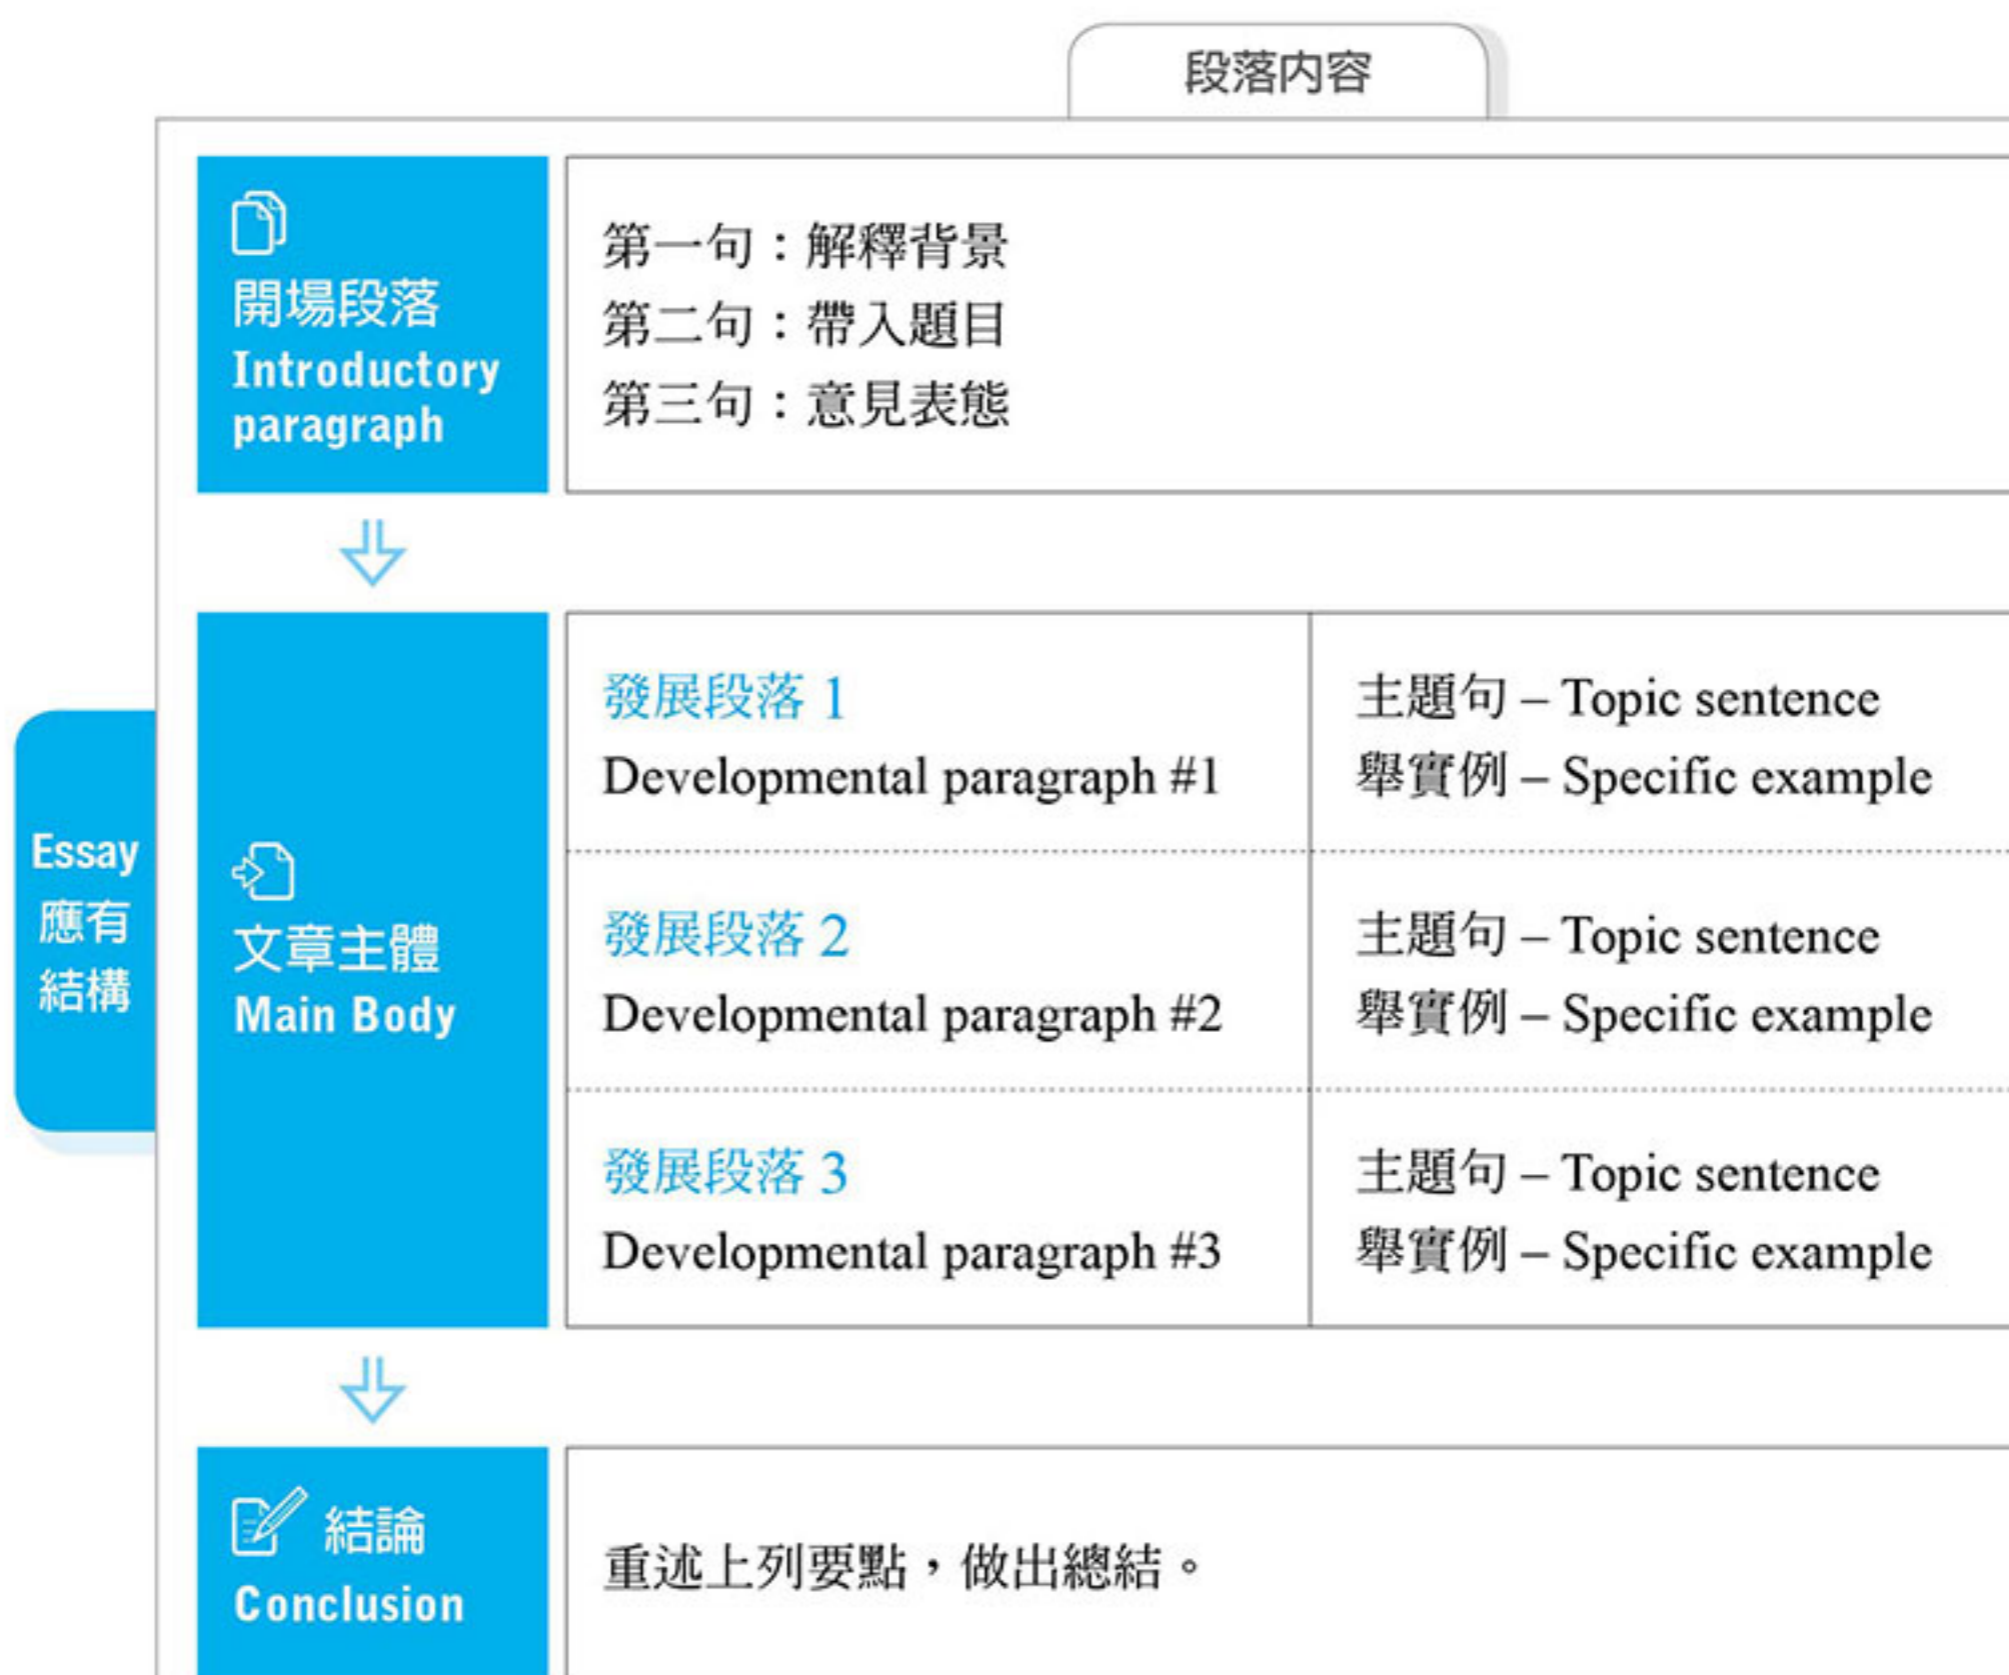 段落内容
開場段落
Introductory
paragraph
第一句：解釋背景
第二句：帶入題目
第三句：意見表態
Essay
應有
結構
文章主體
Main Body
發展段落 1
Developmental paragraph #1
主題句 – Topic sentence
舉實例 – Specific example
發展段落 2
Developmental paragraph #2
主題句 – Topic sentence
舉實例 – Specific example
發展段落 3
Developmental paragraph #3
主題句 – Topic sentence
舉實例 – Specific example
結論
Conclusion
重述上列要點，做出總結。